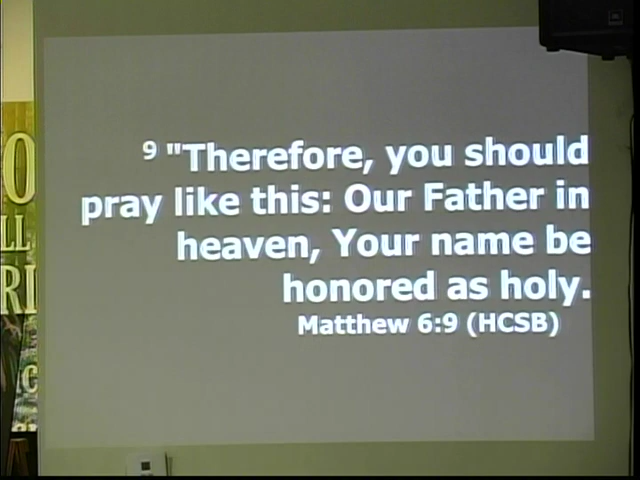 9 "Therefore, you should
pray like this: Our Father in
heaven, Your name be
honored as holy.
Matthew 6:9 (HCSB)